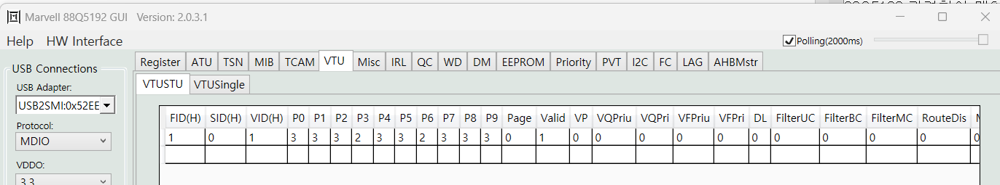 Marvell 88Q5192 GUI Version: 2.0.3.1
Help HW Interface
Polling(2000ms)
Register ATU TSN MIB TCAM VTU Misc IRL QC WD DM EEPROM Priority PVT I2C FC LAG AHBMstr
USB Connections
VTUSTU VTUSingle
USB Adapter:
USB2SMI:0x52EE
Protocol:
MDIO
VDDO:
3.3
FID(H) SID(H) VID(H) P0 P1 P2 P3 P4 P5 P6 P7 P8 P9 Page Valid VP VQPriu VQPri VFPriu VFPri DL FilterUC FilterBC FilterMC RouteDis
1 0 1 3 3 3 2 3 3 2 3 3 3 0 1 0 0 0 0 0 0 0 0 0 0 0